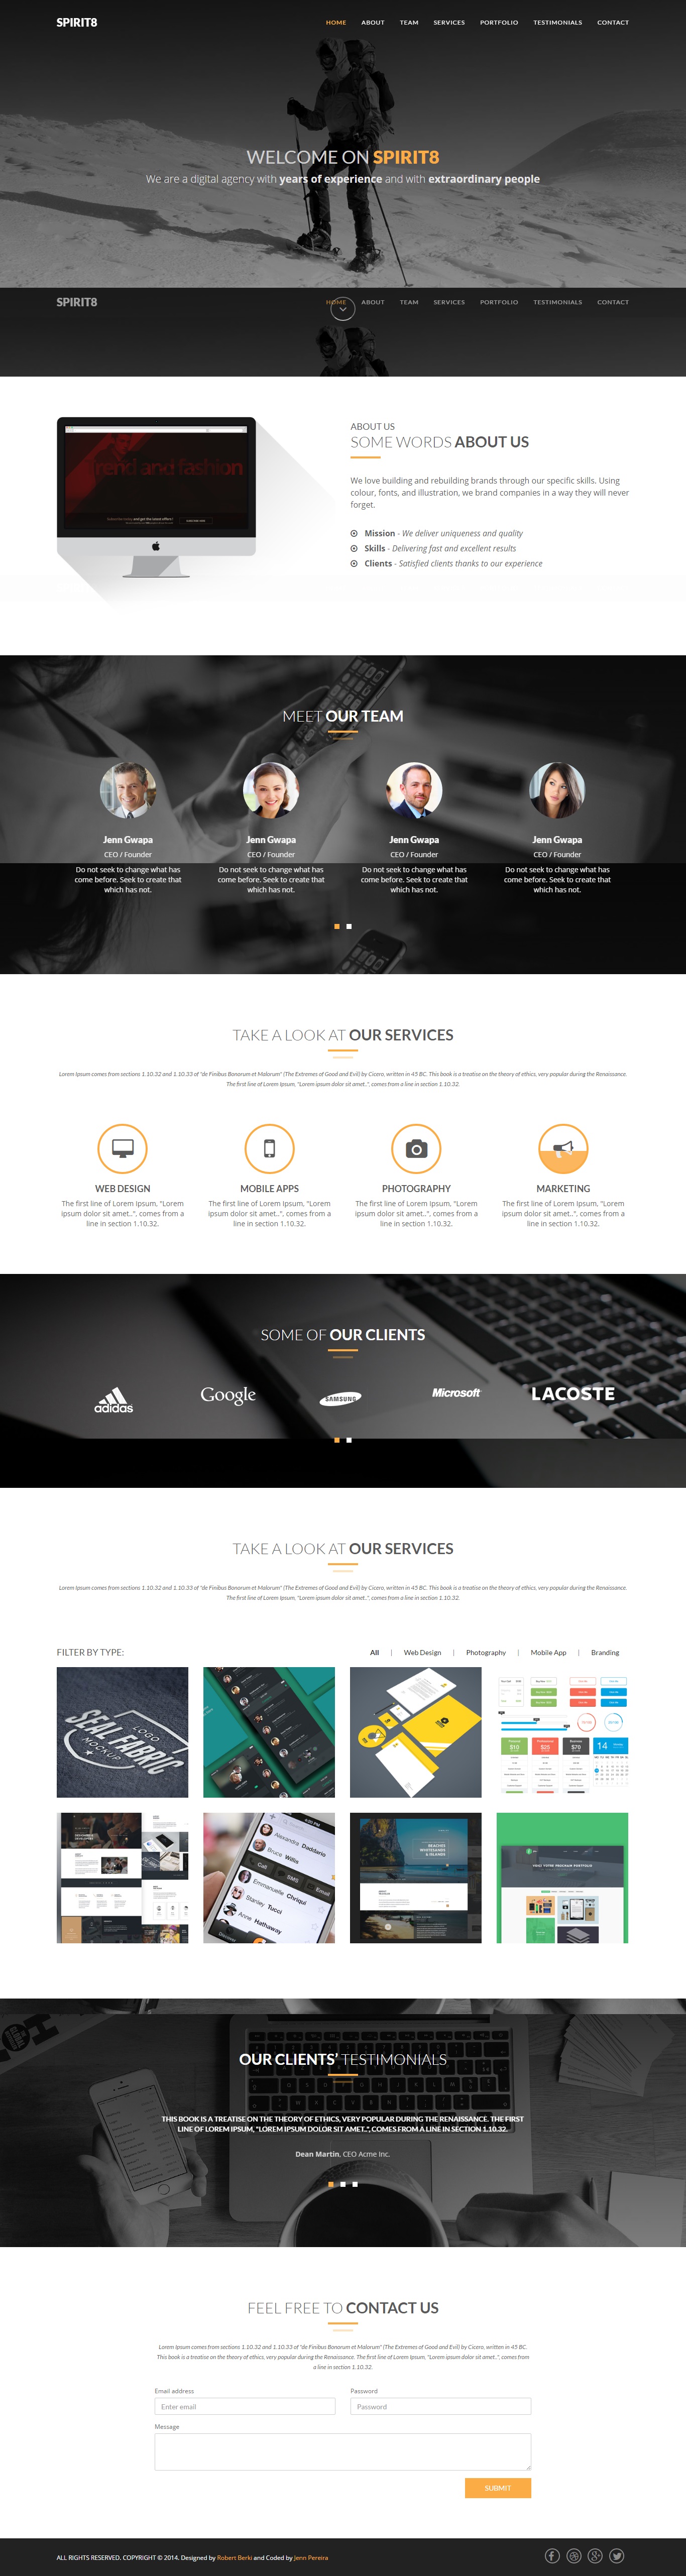 SPIRIT8
HOME ABOUT TEAM SERVICES PORTFOLIO TESTIMONIALS CONTACT
WELCOME ON SPIRIT8
We are a digital agency with years of experience and with extraordinary people
SPIRIT8
HOME ABOUT TEAM SERVICES PORTFOLIO TESTIMONIALS CONTACT
Trend and fashion
ABOUT US
SOME WORDS ABOUT US
We love building and rebuilding brands through our specific skills. Using
colour, fonts, and illustration, we brand companies in a way they will never
forget.
Mission - We deliver uniqueness and quality
Skills - Delivering fast and excellent results
Clients - Satisfied clients thanks to our experience
MEET OUR TEAM
Jenn Gwapa Jenn Gwapa Jenn Gwapa Jenn Gwapa
CEO / Founder CEO / Founder CEO / Founder CEO / Founder
Do not seek to change what has Do not seek to change what has Do not seek to change what has Do not seek to change what has
come before. Seek to create that come before. Seek to create that come before. Seek to create that come before. Seek to create that
which has not. which has not. which has not. which has not.
TAKE A LOOK AT OUR SERVICES
Lorem Ipsum comes from sections 1.10.32 and 1.10.33 of "de Finibus Bonorum et Malorum" (The Extremes of Good and Evil) by Cicero, written in 45 BC. This book is a treatise on the theory of ethics, very popular during the Renaissance.
The first line of Lorem Ipsum, "Lorem ipsum dolor sit amet..", comes from a line in section 1.10.32.
WEB DESIGN MOBILE APPS PHOTOGRAPHY MARKETING
The first line of Lorem Ipsum, "Lorem The first line of Lorem Ipsum, "Lorem The first line of Lorem Ipsum, "Lorem The first line of Lorem Ipsum, "Lorem
ipsum dolor sit amet..", comes from a ipsum dolor sit amet..", comes from a ipsum dolor sit amet..", comes from a ipsum dolor sit amet..", comes from a
line in section 1.10.32. line in section 1.10.32. line in section 1.10.32. line in section 1.10.32.
SOME OF OUR CLIENTS
adidas Google SAMSUNG Microsoft LACOSTE
TAKE A LOOK AT OUR SERVICES
Lorem Ipsum comes from sections 1.10.32 and 1.10.33 of "de Finibus Bonorum et Malorum" (The Extremes of Good and Evil) by Cicero, written in 45 BC. This book is a treatise on the theory of ethics, very popular during the Renaissance.
The first line of Lorem Ipsum, "Lorem ipsum dolor sit amet..", comes from a line in section 1.10.32.
FILTER BY TYPE:
All | Web Design | Photography | Mobile App | Branding
LOGO
MOCKUP
14
$10 $25 $70
Alexandra Daddario
Bruce Willis
Call SMS Email
Emmanuelle Chriqui
Stanley Tucci
Anne Hathaway
BEACHES
WHITESANDS
& ISLANDS
OUR CLIENTS' TESTIMONIALS
THIS BOOK IS A TREATISE ON THE THEORY OF ETHICS, VERY POPULAR DURING THE RENAISSANCE. THE FIRST
LINE OF LOREM IPSUM, "LOREM IPSUM DOLOR SIT AMET..", COMES FROM A LINE IN SECTION 1.10.32.
Dean Martin, CEO Acme Inc.
FEEL FREE TO CONTACT US
Lorem Ipsum comes from sections 1.10.32 and 1.10.33 of "de Finibus Bonorum et Malorum" (The Extremes of Good and Evil) by Cicero, written in 45 BC.
This book is a treatise on the theory of ethics, very popular during the Renaissance. The first line of Lorem Ipsum, "Lorem ipsum dolor sit amet..", comes from
a line in section 1.10.32.
Email address Password
Enter email Password
Message
SUBMIT
ALL RIGHTS RESERVED. COPYRIGHT © 2014. Designed by Robert Berki and Coded by Jenn Pereira